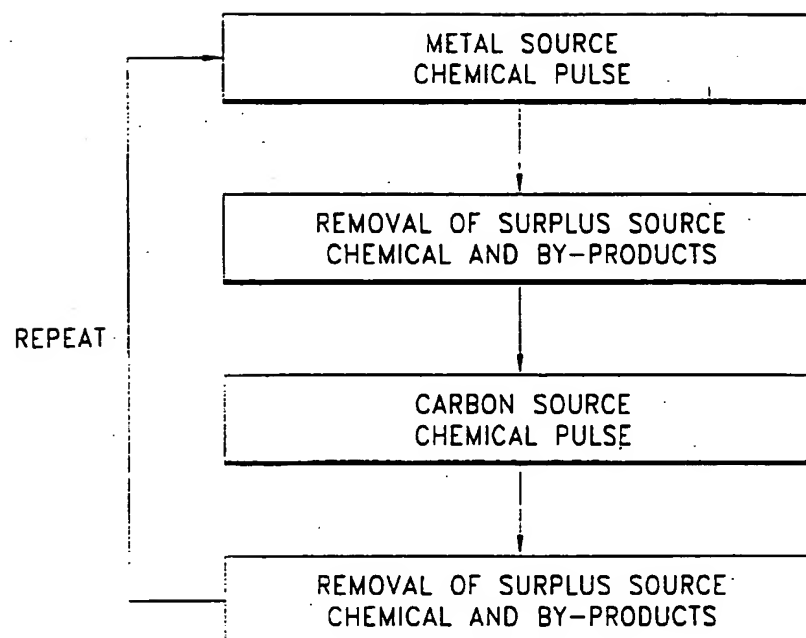 METAL SOURCE
CHEMICAL PULSE
REMOVAL OF SURPLUS SOURCE
CHEMICAL AND BY-PRODUCTS
REPEAT
CARBON SOURCE
CHEMICAL PULSE
REMOVAL OF SURPLUS SOURCE
CHEMICAL AND BY-PRODUCTS